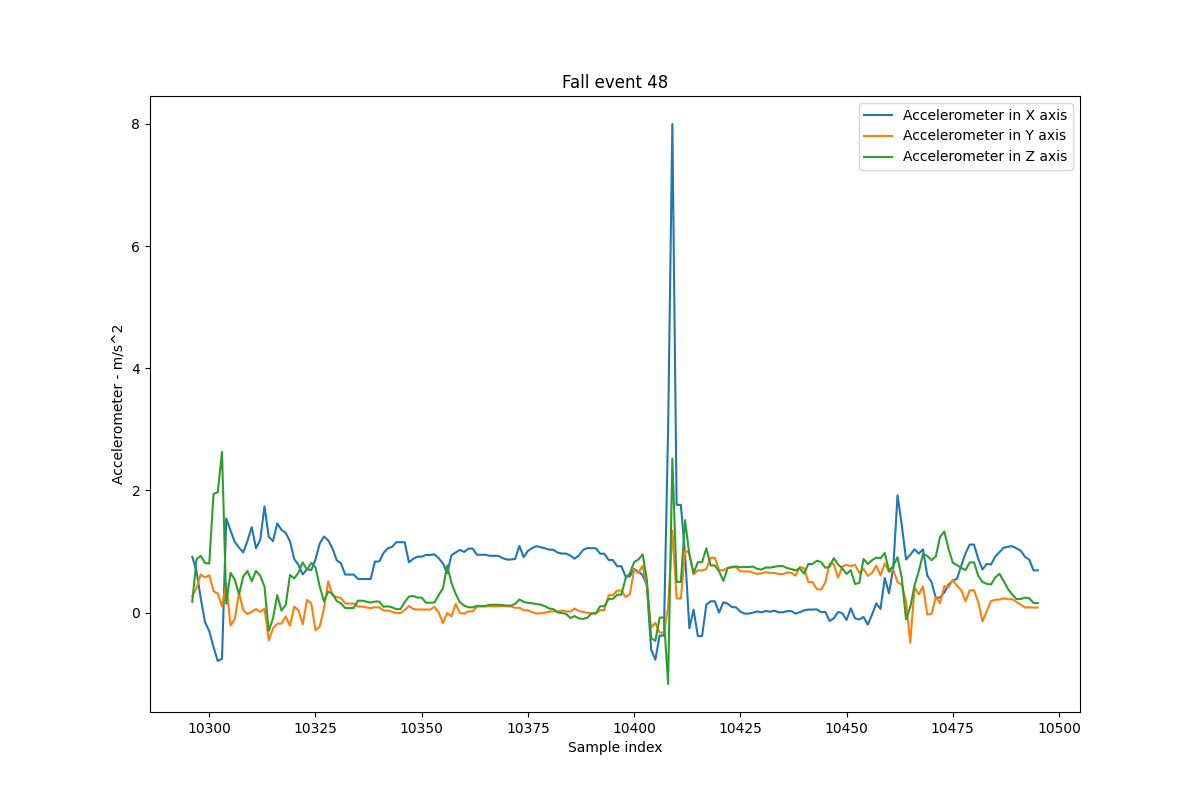 Fall event 48
Accelerometer in X axis
Accelerometer in Y axis
Accelerometer in Z axis
8
6
4
2
0
Accelerometer - m/s^2
10300 10325 10350 10375 10400 10425 10450 10475 10500
Sample index